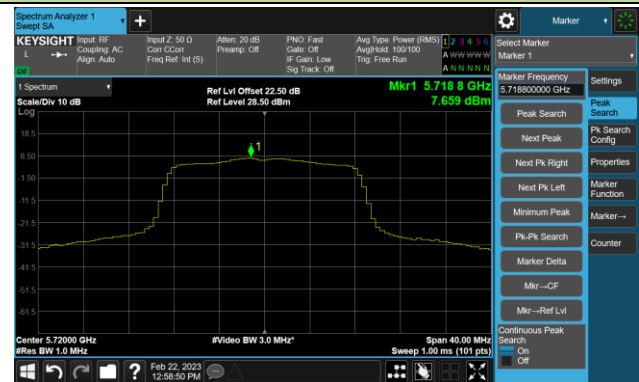 Spectrum Analyzer 1
Swept SA
Marker
KEYSIGHT
L
LV
Input: RF
Coupling: AC
Align: Auto
Input Z: 50 Ω
Corr CCorr
Freq Ref: Int (S)
Atten: 20 dB
Preamp: Off
PNO: Fast
Gate: Off
IF Gain: Low
Sig Track: Off
Avg Type: Power (RMS)
Avg|Hold: 100/100
Trig: Free Run
1 2 3 4 5 6
A W W W W W
A N N N N N
Select Marker
Marker 1
1 Spectrum
Scale/Div 10 dB
Log
Ref Lvl Offset 22.50 dB
Ref Level 28.50 dBm
Mkr1 5.718 8 GHz
7.659 dBm
18.5
8.50
-1.50
-11.5
-21.5
-31.5
-41.5
-51.5
-61.5
1
Center 5.72000 GHz
#Res BW 1.0 MHz
#Video BW 3.0 MHz*
Span 40.00 MHz
Sweep 1.00 ms (101 pts)
Marker Frequency
5.718800000 GHz
Peak Search
Next Peak
Next Pk Right
Next Pk Left
Minimum Peak
Pk-Pk Search
Marker Delta
Mkr→CF
Mkr→Ref Lvl
Continuous Peak
Search
On
Off
Settings
Peak
Search
Pk Search
Config
Properties
Marker
Function
Marker→
Counter
?
Feb 22, 2023
12:58:50 PM